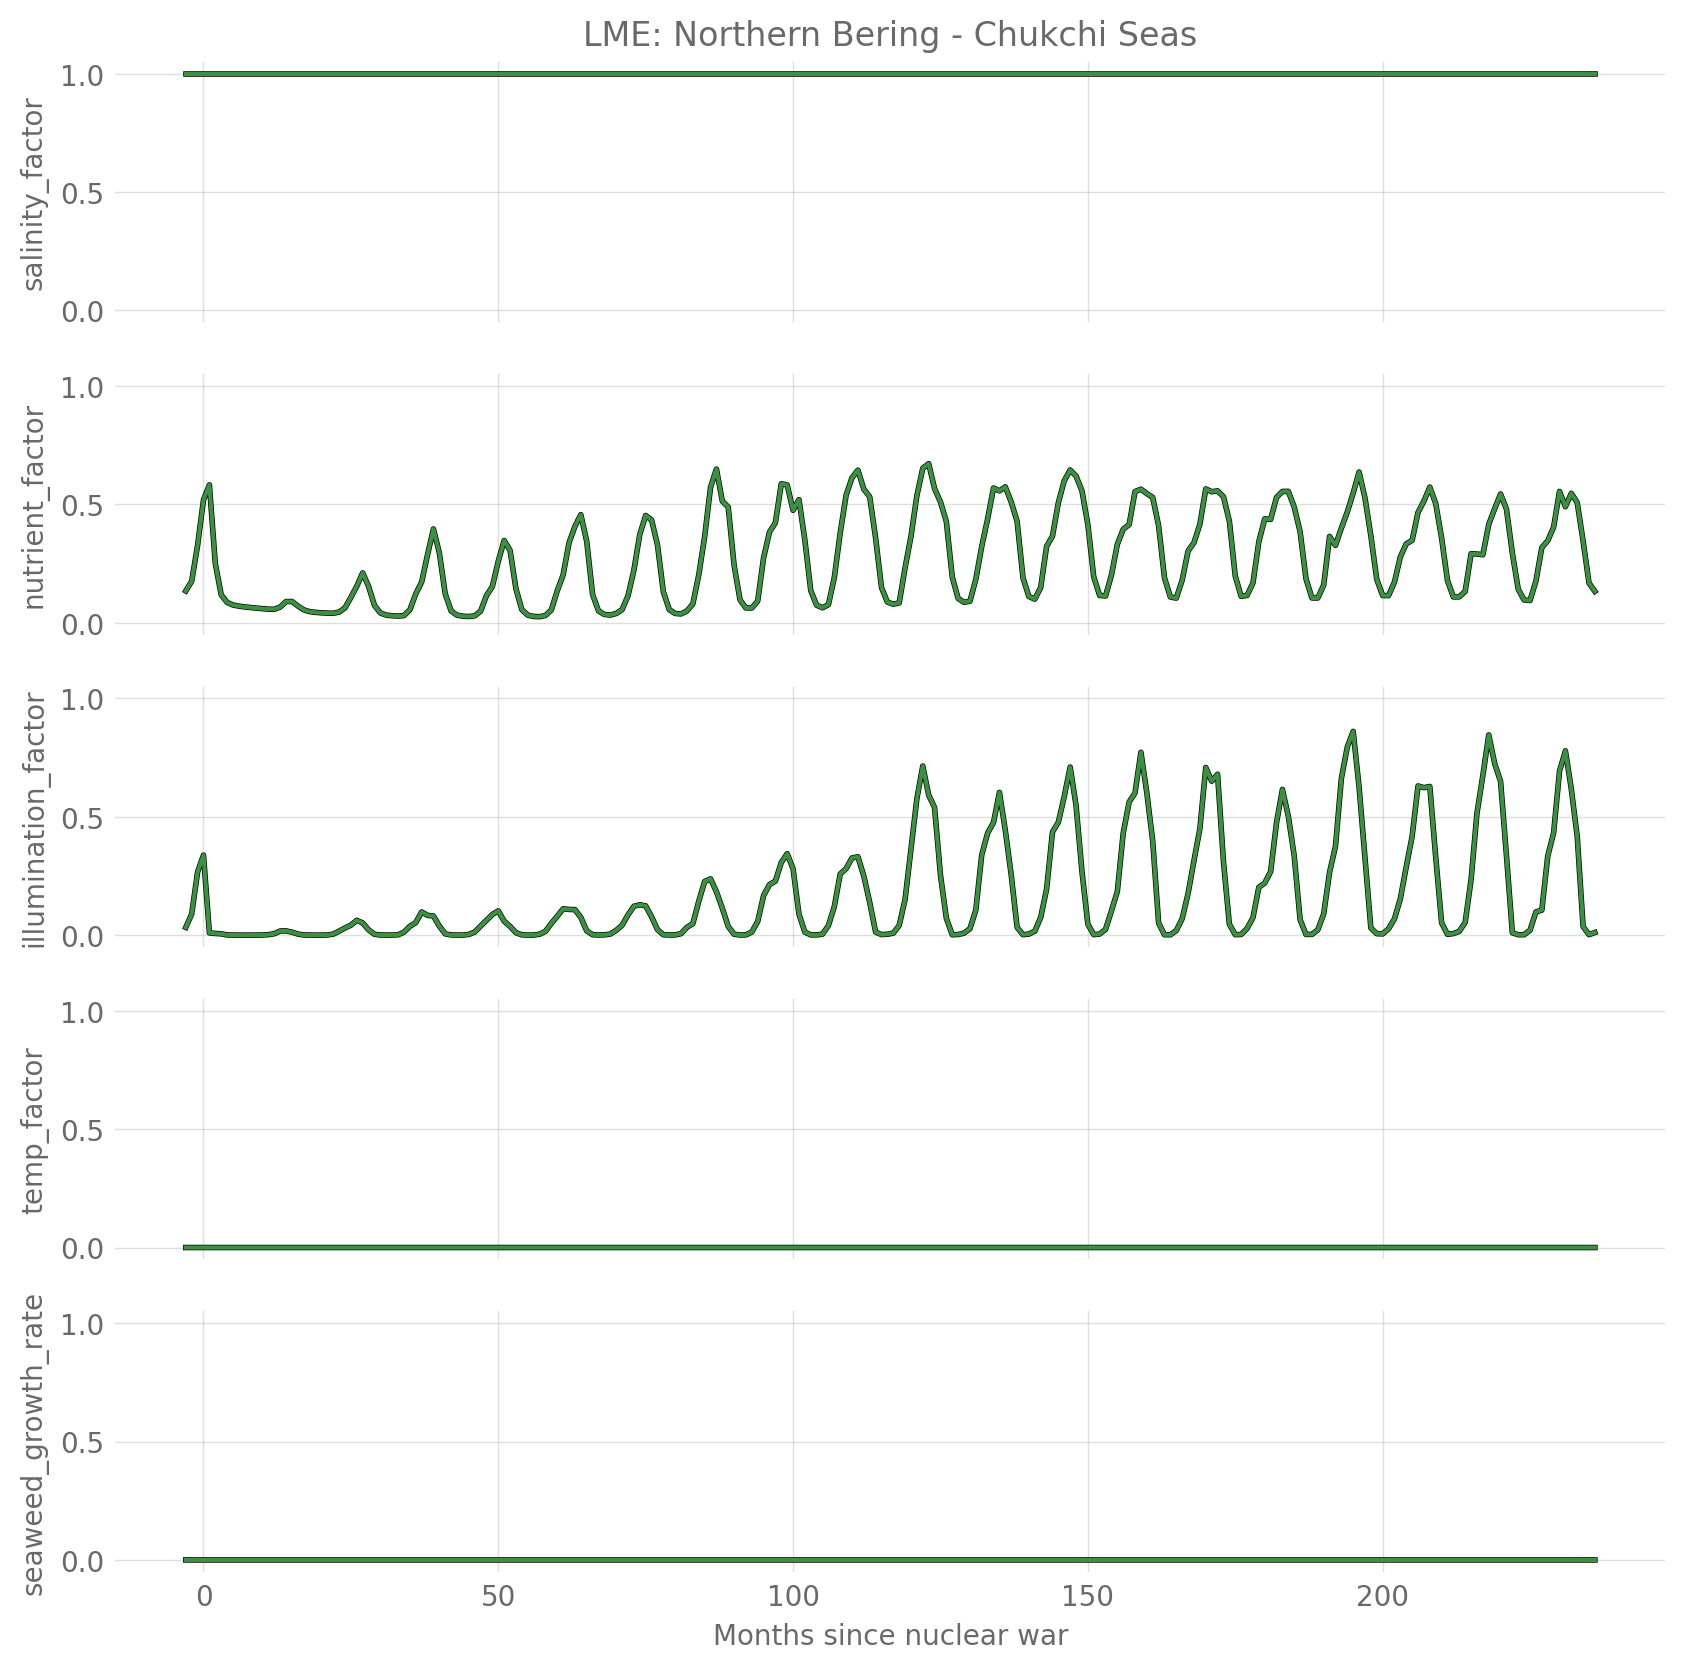 LME: Northern Bering - Chukchi Seas
salinity_factor
1.0
0.5
0.0
nutrient_factor
1.0
0.5
0.0
illumination_factor
1.0
0.5
0.0
temp_factor
1.0
0.5
0.0
seaweed_growth_rate
1.0
0.5
0.0
0 50 100 150 200
Months since nuclear war